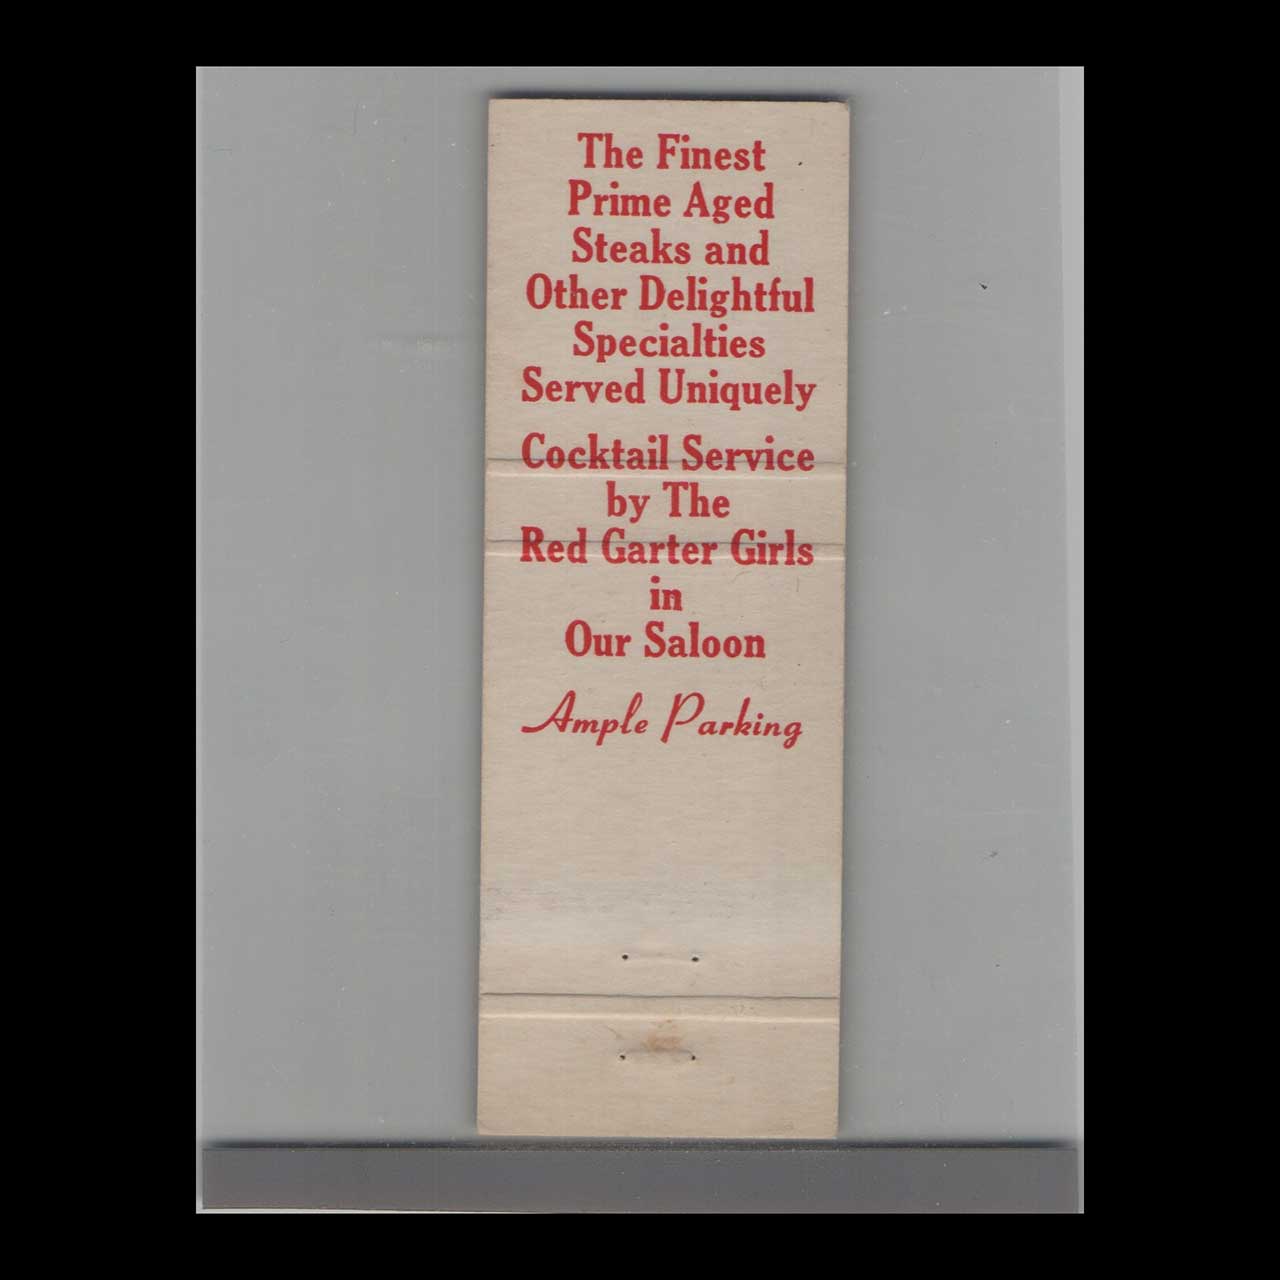 The Finest
Prime Aged
Steaks and
Other Delightful
Specialties
Served Uniquely
Cocktail Service
by The
Red Garter Girls
in
Our Saloon
Ample Parking